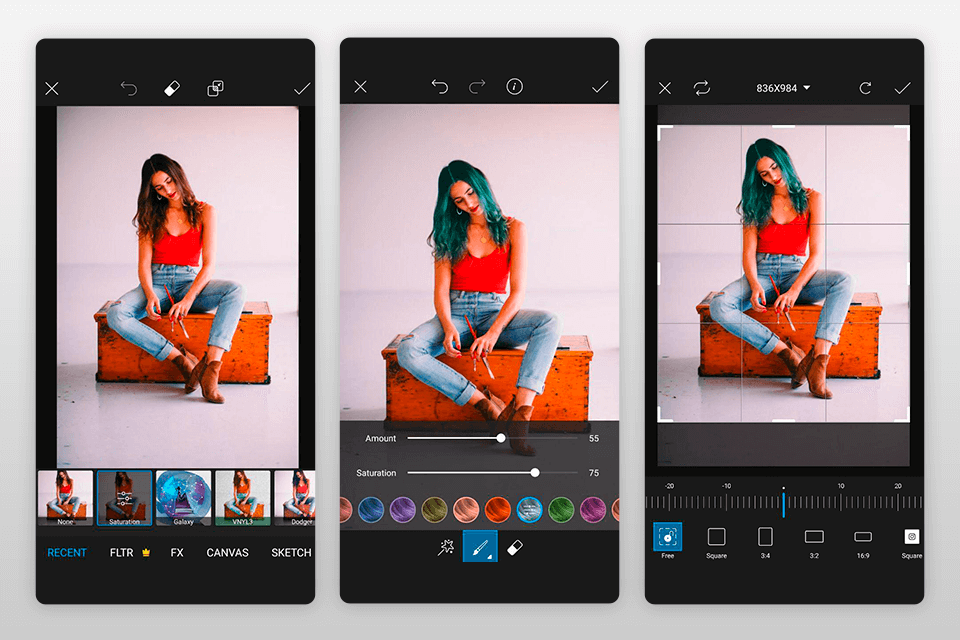 None
Saturation
Galaxy
VNYL3
Dodger
RECENT
FLTR
FX
CANVAS
SKETCH
Amount
55
Saturation
75
836X984
-20
-10
10
20
Free
Square
3:4
3:2
16:9
Square